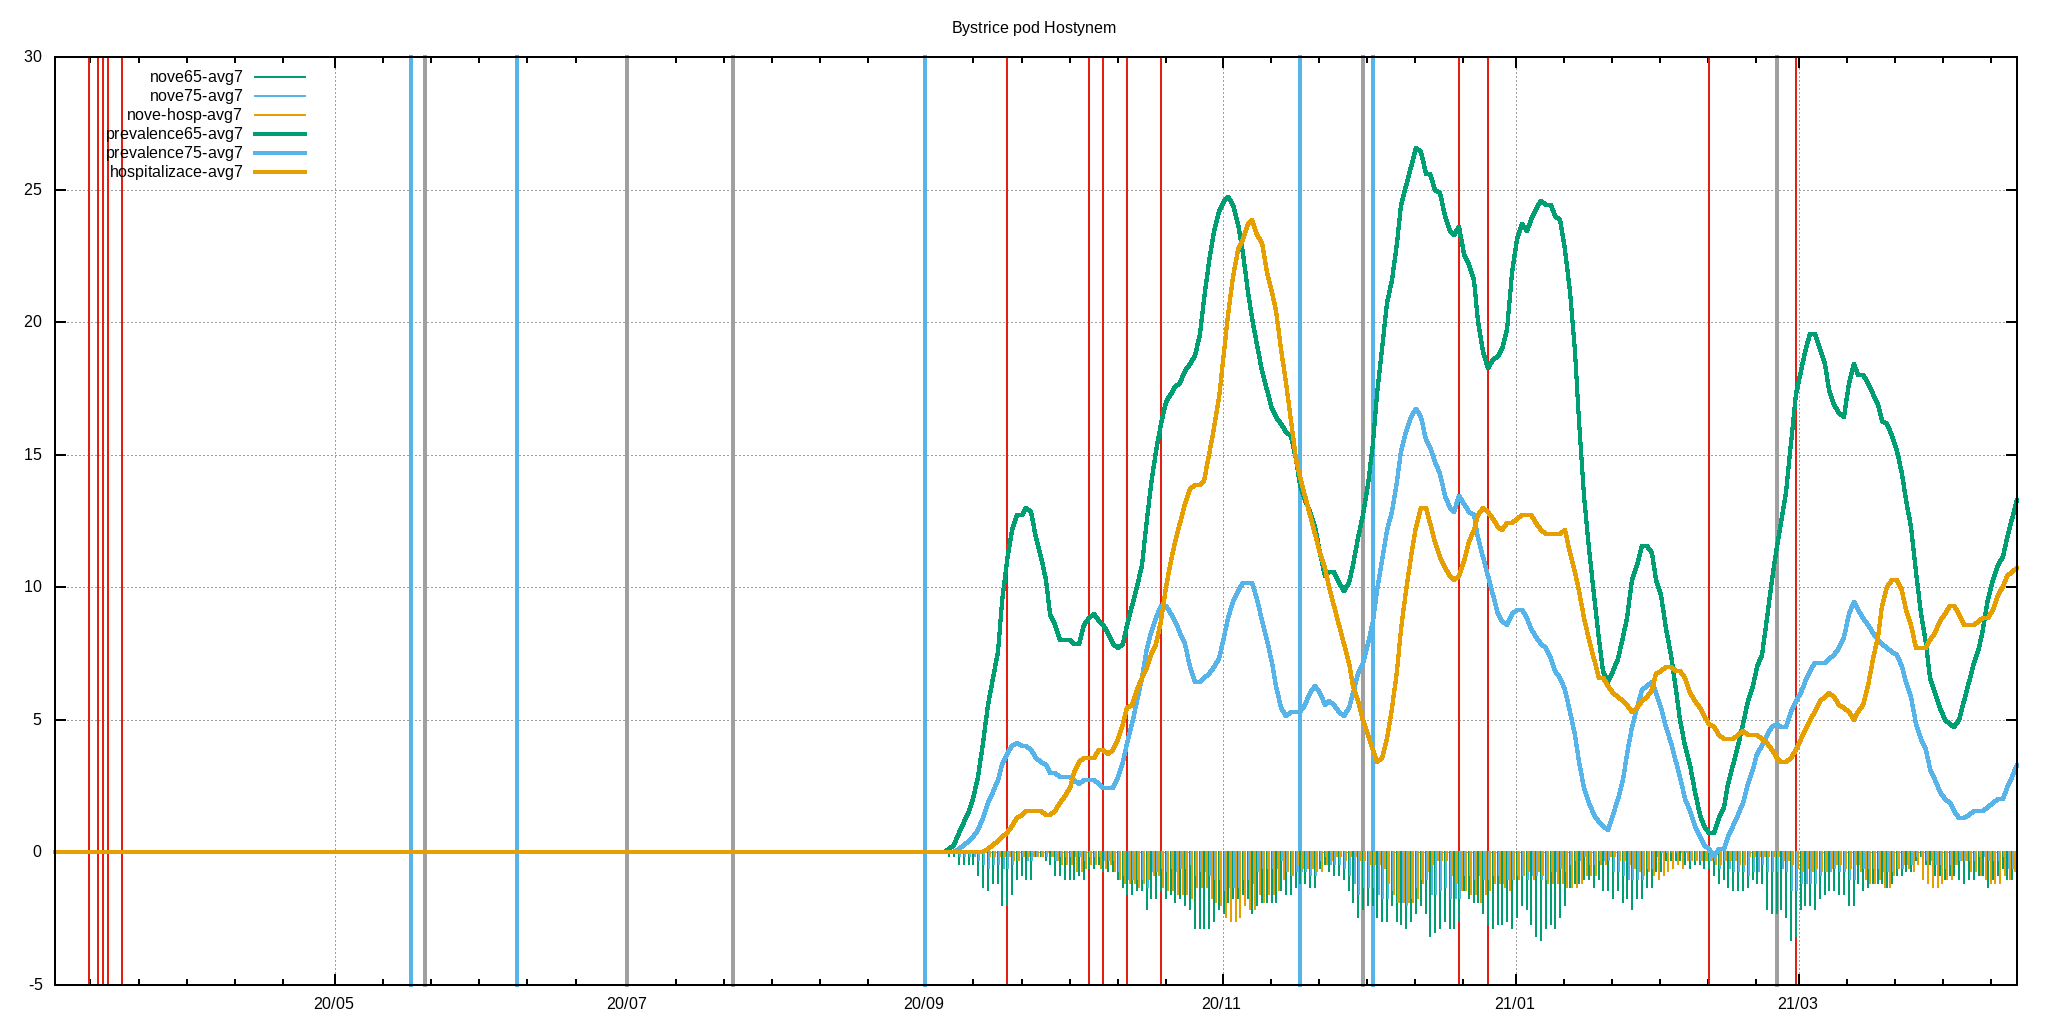 Bystrice pod Hostynem
30
nove65-avg7
nove75-avg7
nove-hosp-avg7
prevalence65-avg7
prevalence75-avg7
hospitalizace-avg7
25
20
15
10
5
0
-5
20/05 20/07 20/09 20/11 21/01 21/03